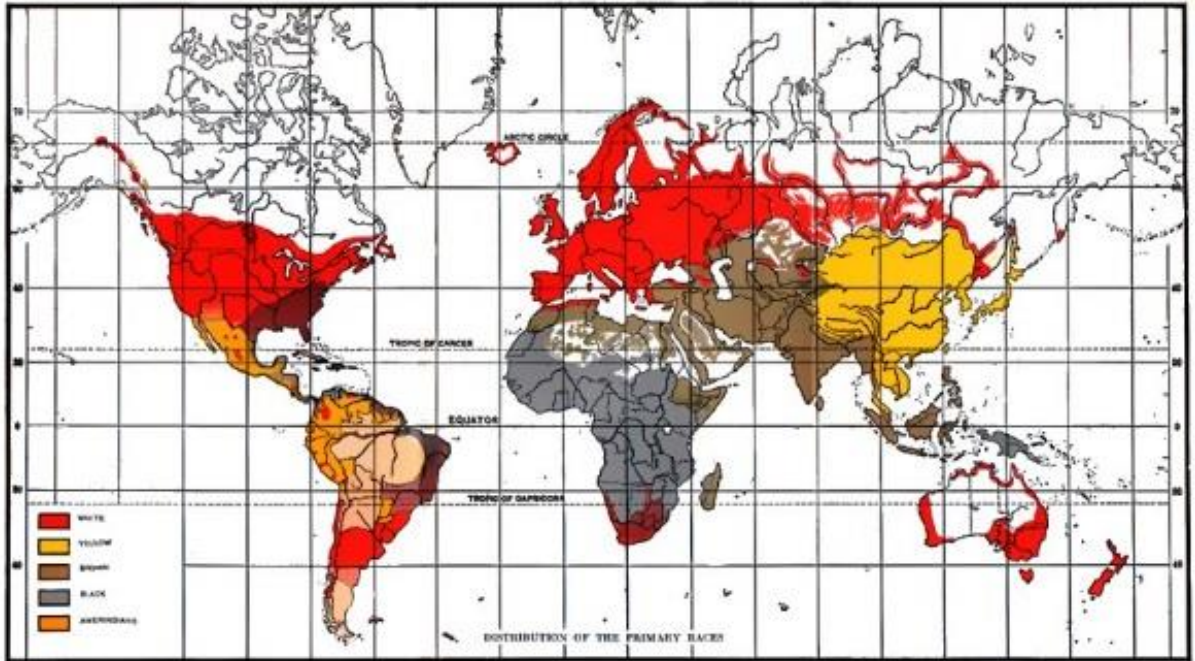 ARCTIC CIRCLE
TROPIC OF CANCER
EQUATOR
TROPIC OF CAPRICORN
WHITE
YELLOW
BROWN
BLACK
AMERINDIANS
DISTRIBUTION OF THE PRIMARY RACES